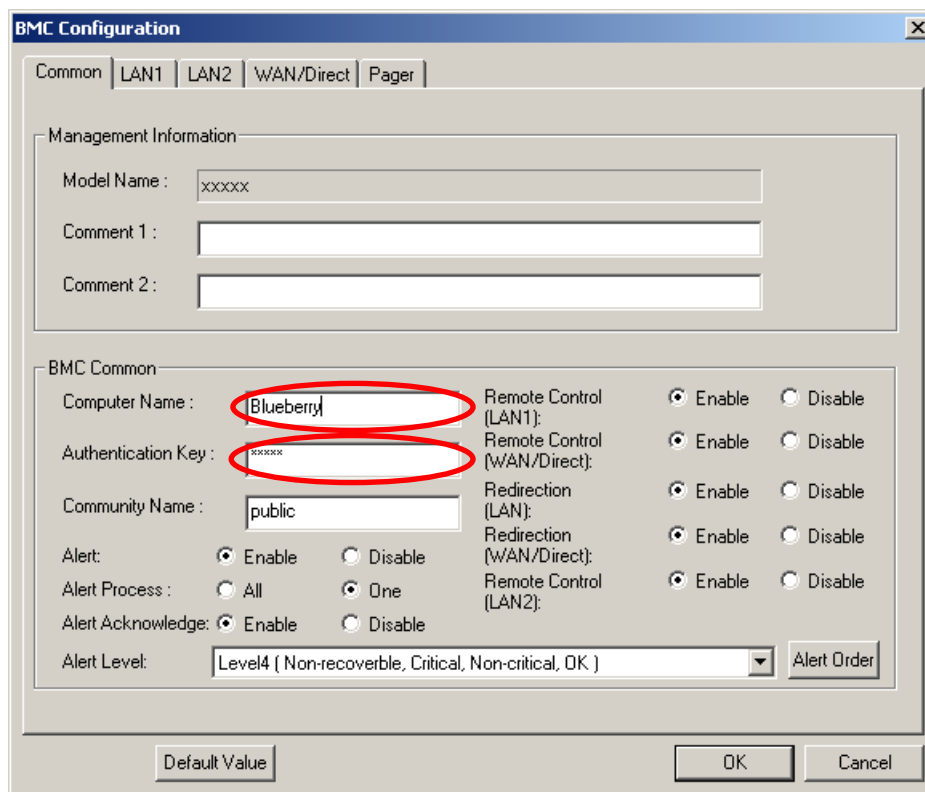 BMC Configuration
Common LAN1 LAN2 WAN/Direct Pager
Management Information
Model Name : xxxxx
Comment 1 :
Comment 2 :
BMC Common
Computer Name : Blueberry
Authentication Key : *****
Community Name : public
Alert: Enable Disable
Alert Process : All One
Alert Acknowledge: Enable Disable
Remote Control
(LAN1): Enable Disable
Remote Control
(WAN/Direct): Enable Disable
Redirection
(LAN): Enable Disable
Redirection
(WAN/Direct): Enable Disable
Remote Control
(LAN2): Enable Disable
Alert Level: Level4 ( Non-recoverble, Critical, Non-critical, OK ) Alert Order
Default Value OK Cancel